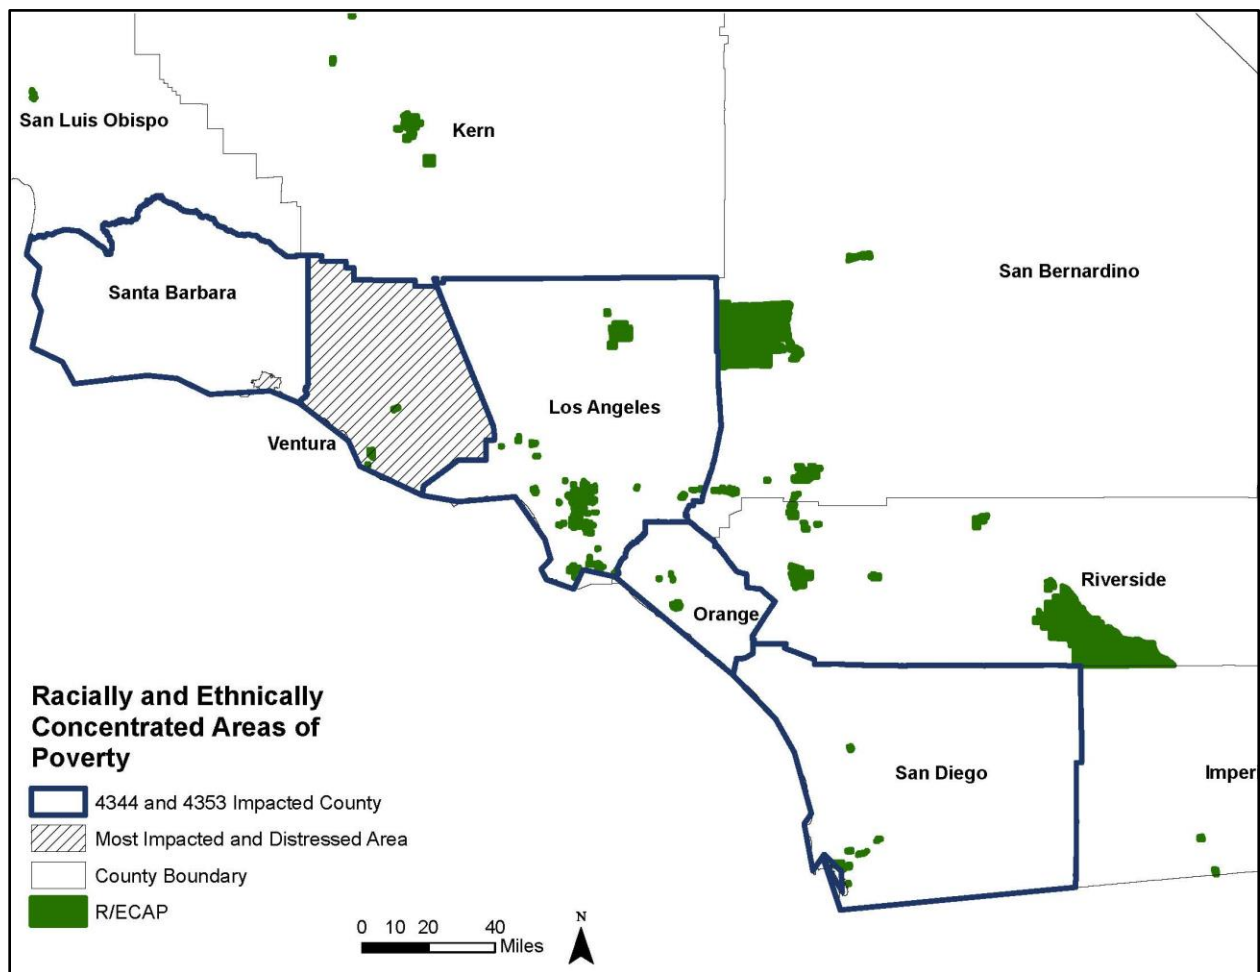 San Luis Obispo
Kern
San Bernardino
Santa Barbara
Los Angeles
Ventura
Riverside
Orange
San Diego
Imper
Racially and Ethnically
Concentrated Areas of
Poverty
4344 and 4353 Impacted County
Most Impacted and Distressed Area
County Boundary
R/ECAP
0 10 20 40
Miles
N